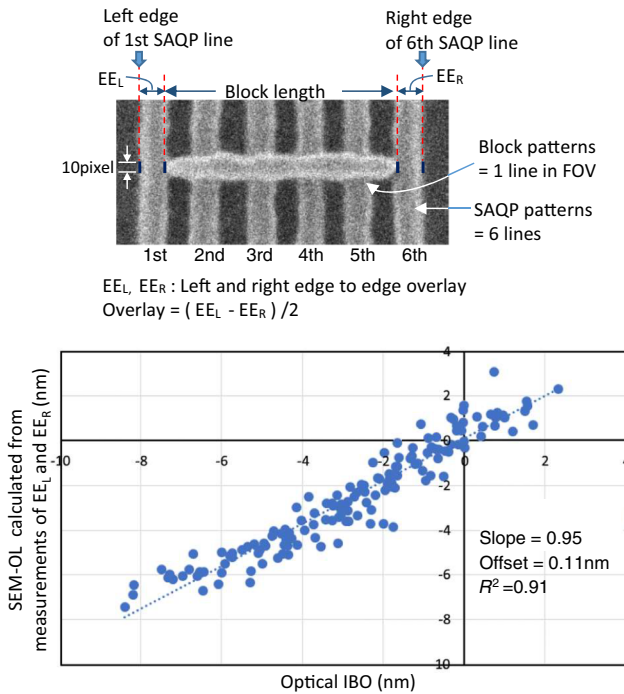 Left edge
of 1st SAQP line
Right edge
of 6th SAQP line
EEL
Block length
EER
10pixel
Block patterns
= 1 line in FOV
SAQP patterns
= 6 lines
1st 2nd 3rd 4th 5th 6th
EEL, EER : Left and right edge to edge overlay
Overlay = ( EEL - EER ) /2
SEM-OL calculated from
measurements of EEL and EER (nm)
4
2
0
-2
-4
-6
-8
10
-10 -8 -6 -4 -2 0 2 4
Slope = 0.95
Offset = 0.11nm
R² =0.91
Optical IBO (nm)